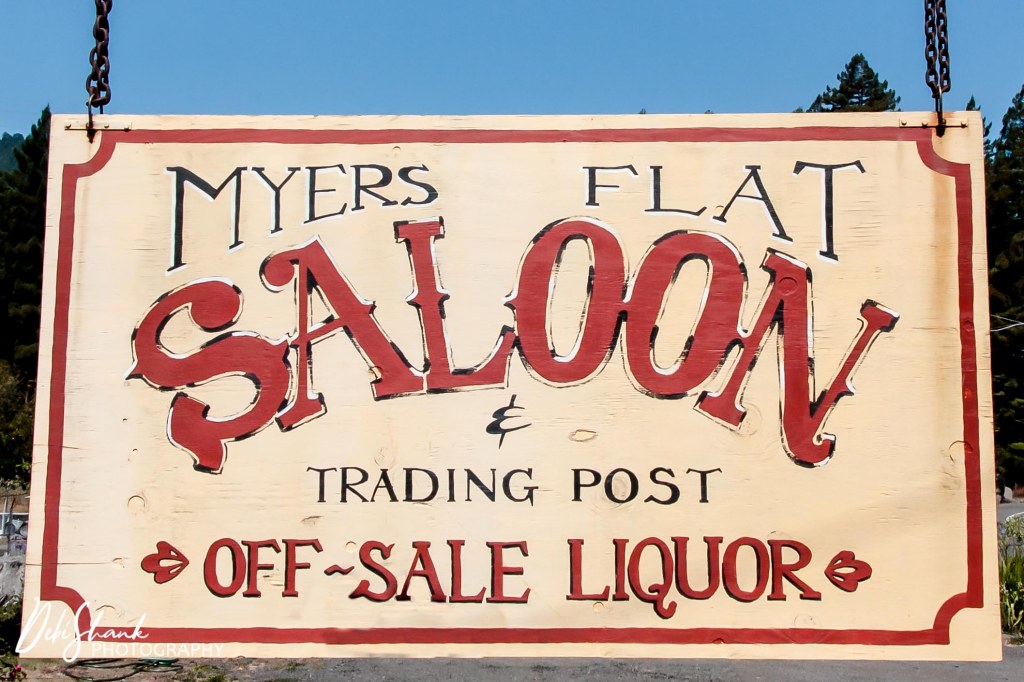 MYERS FLAT
SALOON
&
TRADING POST
OFF~SALE LIQUOR
Debi Shank
PHOTOGRAPHY